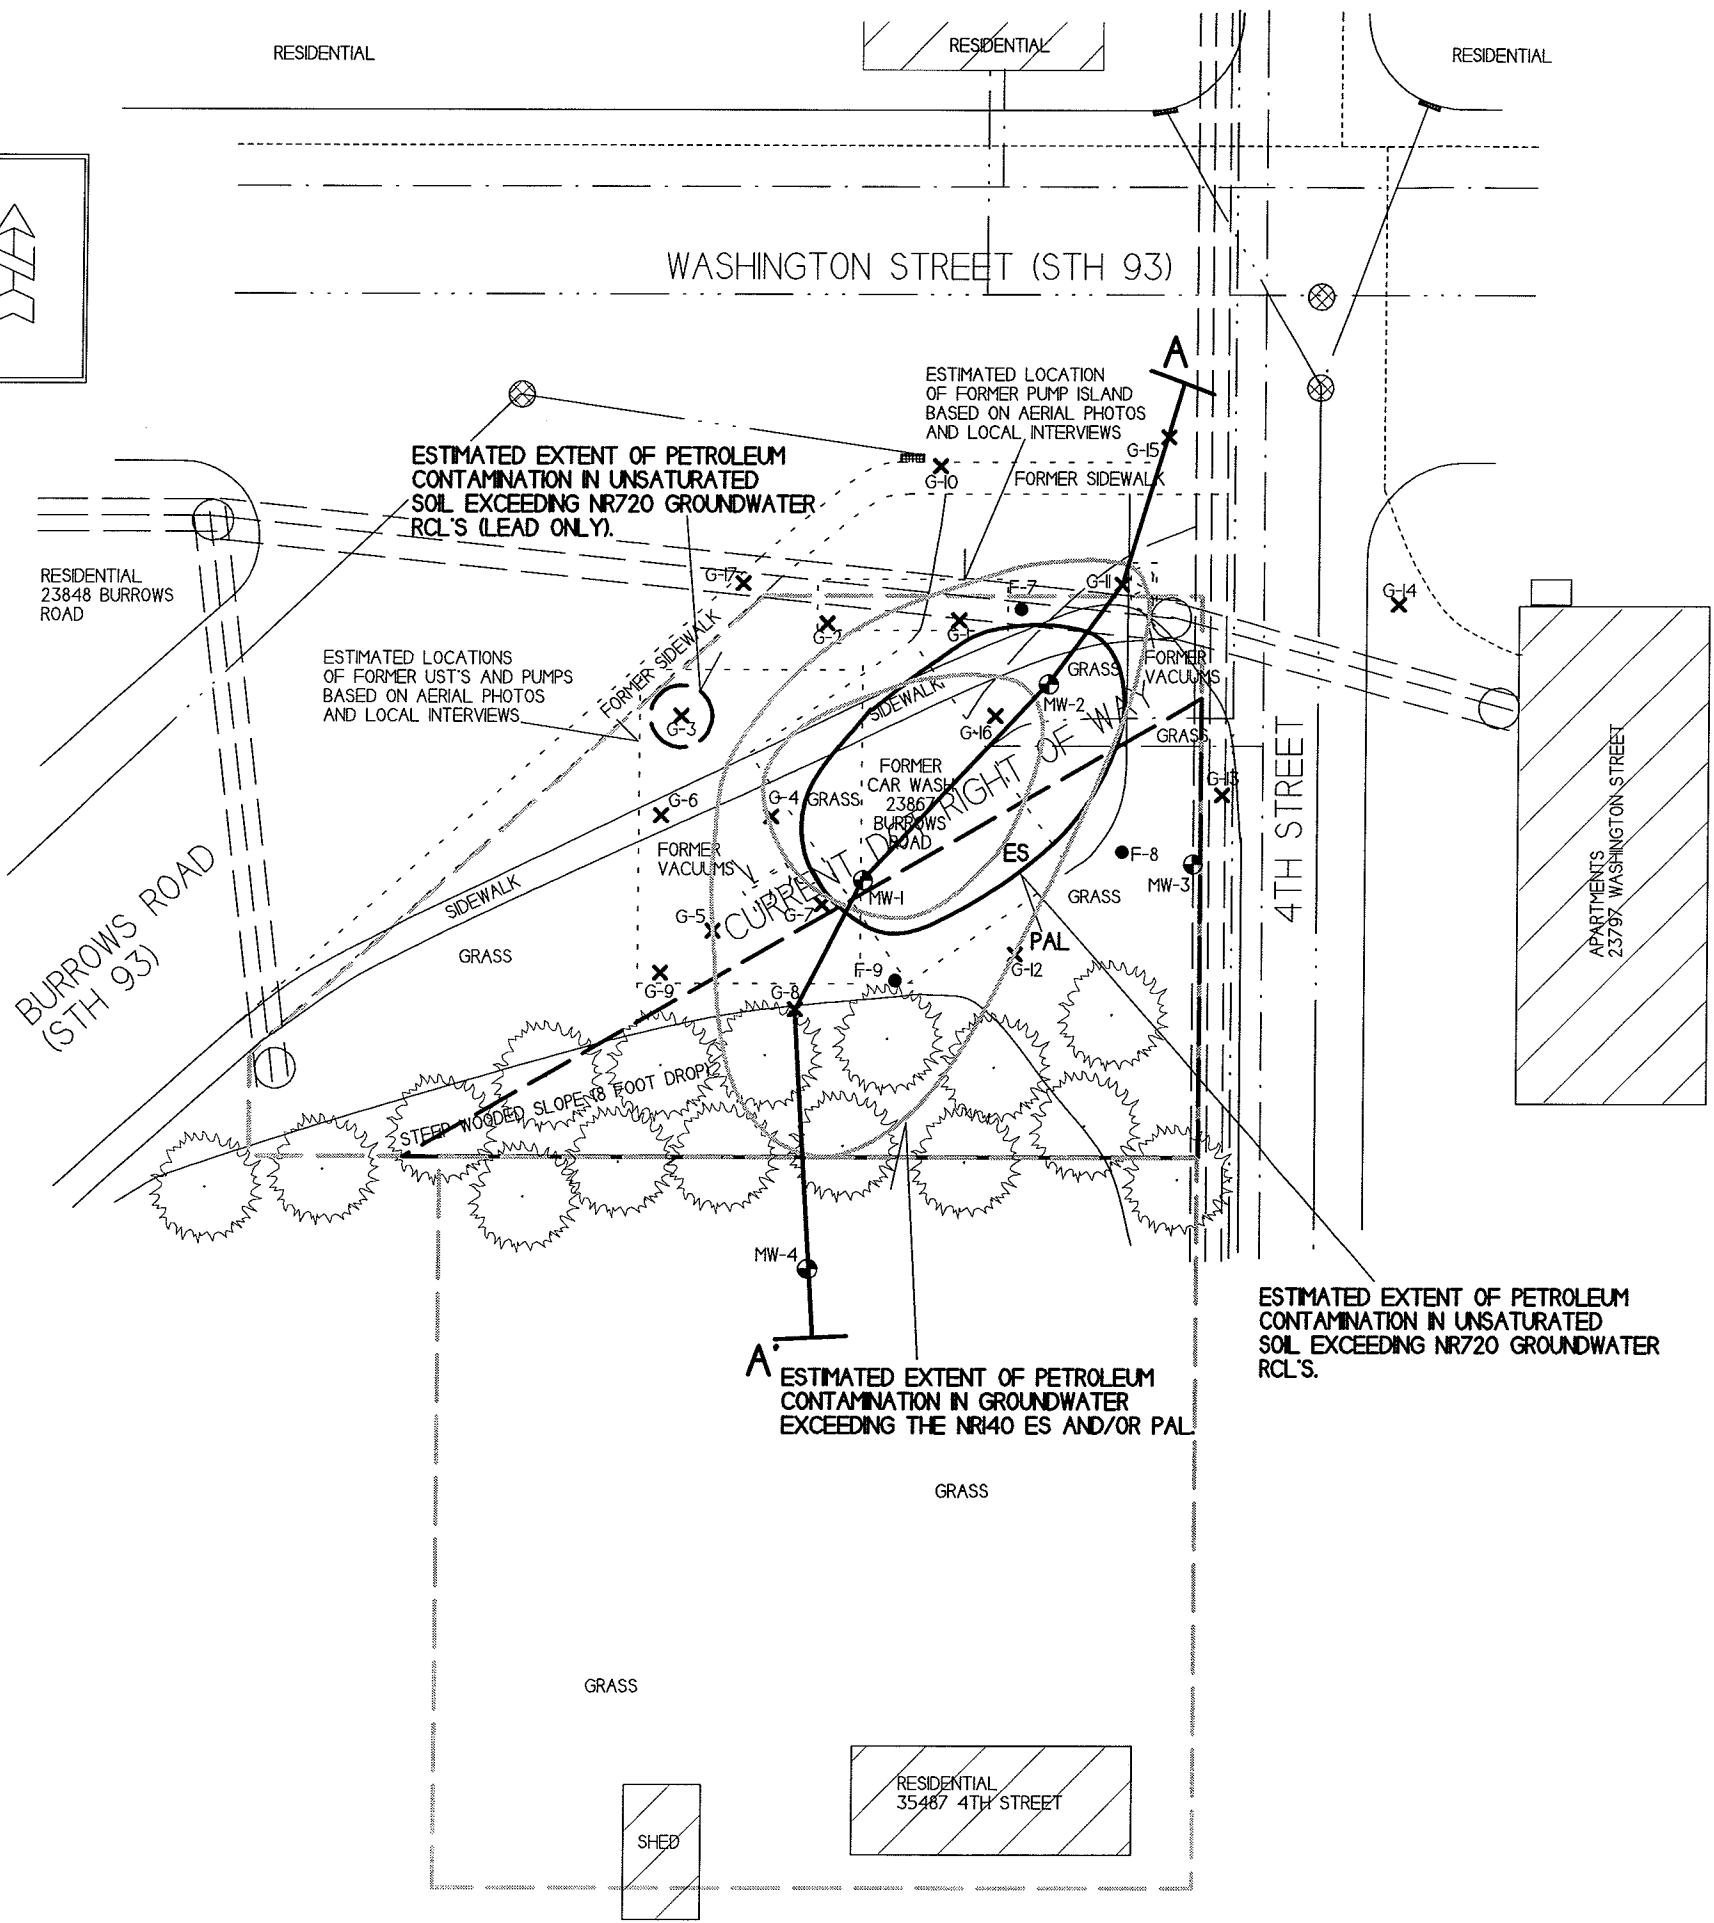 RESIDENTIAL
RESIDENTIAL
RESIDENTIAL
WASHINGTON STREET (STH 93)
A
ESTIMATED LOCATION
OF FORMER PUMP ISLAND
BASED ON AERIAL PHOTOS
AND LOCAL INTERVIEWS
G-15
ESTIMATED EXTENT OF PETROLEUM
CONTAMINATION IN UNSATURATED
SOIL EXCEEDING NR720 GROUNDWATER
RCL'S (LEAD ONLY).
G-10
FORMER SIDEWALK
RESIDENTIAL
23848 BURROWS
ROAD
G-17
F-7
G-11
G-14
G-2
G-1
FORMER SIDEWALK
ESTIMATED LOCATIONS
OF FORMER UST'S AND PUMPS
BASED ON AERIAL PHOTOS
AND LOCAL INTERVIEWS
GRASS
FORMER
VACUUMS
SIDEWALK
MW-2
G-3
G-16
GRASS
FORMER
CAR WASH
23867
BURROWS
ROAD
G-13
G-6
G-4
GRASS
CURRENT DOT RIGHT OF WAY
4TH STREET
APARTMENTS
23797 WASHINGTON STREET
FORMER
VACUUMS
ES
F-8
MW-3
SIDEWALK
MW-1
GRASS
G-5
G-7
BURROWS ROAD
(STH 93)
PAL
GRASS
G-12
F-9
G-9
G-8
STEEP WOODED SLOPE (8 FOOT DROP)
MW-4
ESTIMATED EXTENT OF PETROLEUM
CONTAMINATION IN UNSATURATED
SOIL EXCEEDING NR720 GROUNDWATER
RCL'S.
A'
ESTIMATED EXTENT OF PETROLEUM
CONTAMINATION IN GROUNDWATER
EXCEEDING THE NR140 ES AND/OR PAL.
GRASS
GRASS
RESIDENTIAL
35487 4TH STREET
SHED